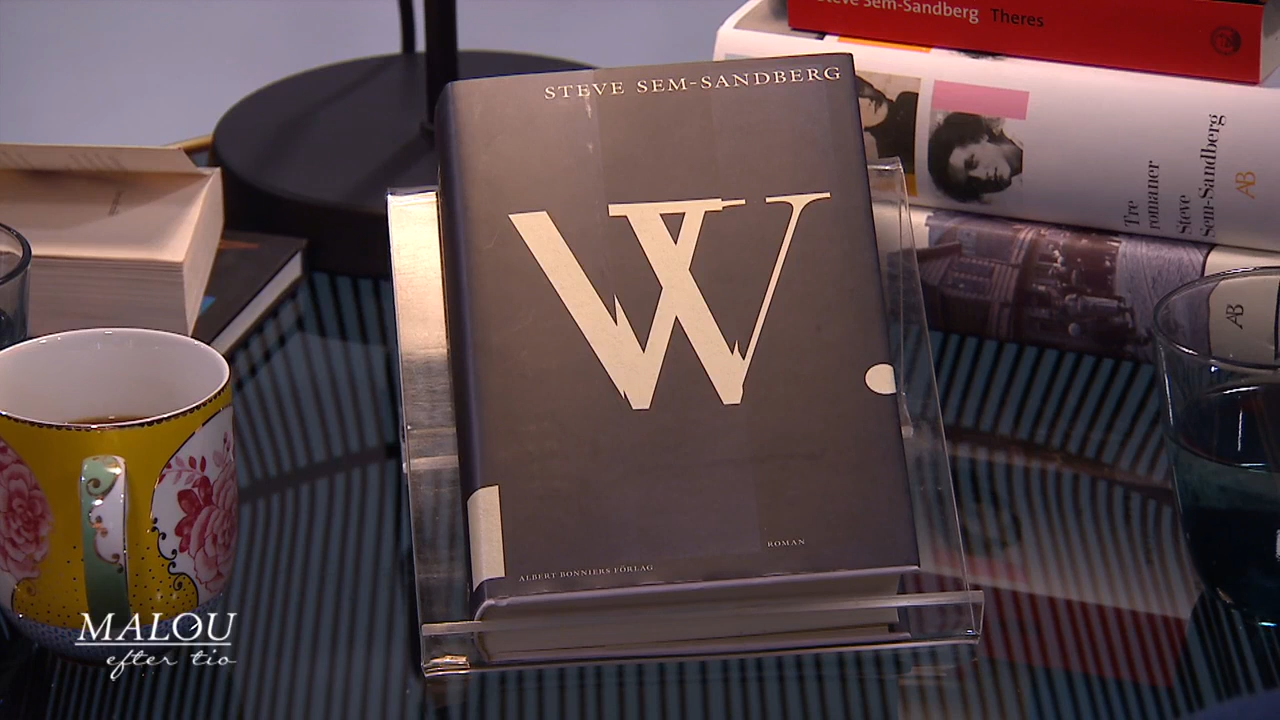 Steve Sem-Sandberg Theres
STEVE SEM-SANDBERG
W
Tre
romaner
Steve
Sem-Sandberg
AB
AB
ROMAN
ALBERT BONNIERS FÖRLAG
MALOU
efter tio